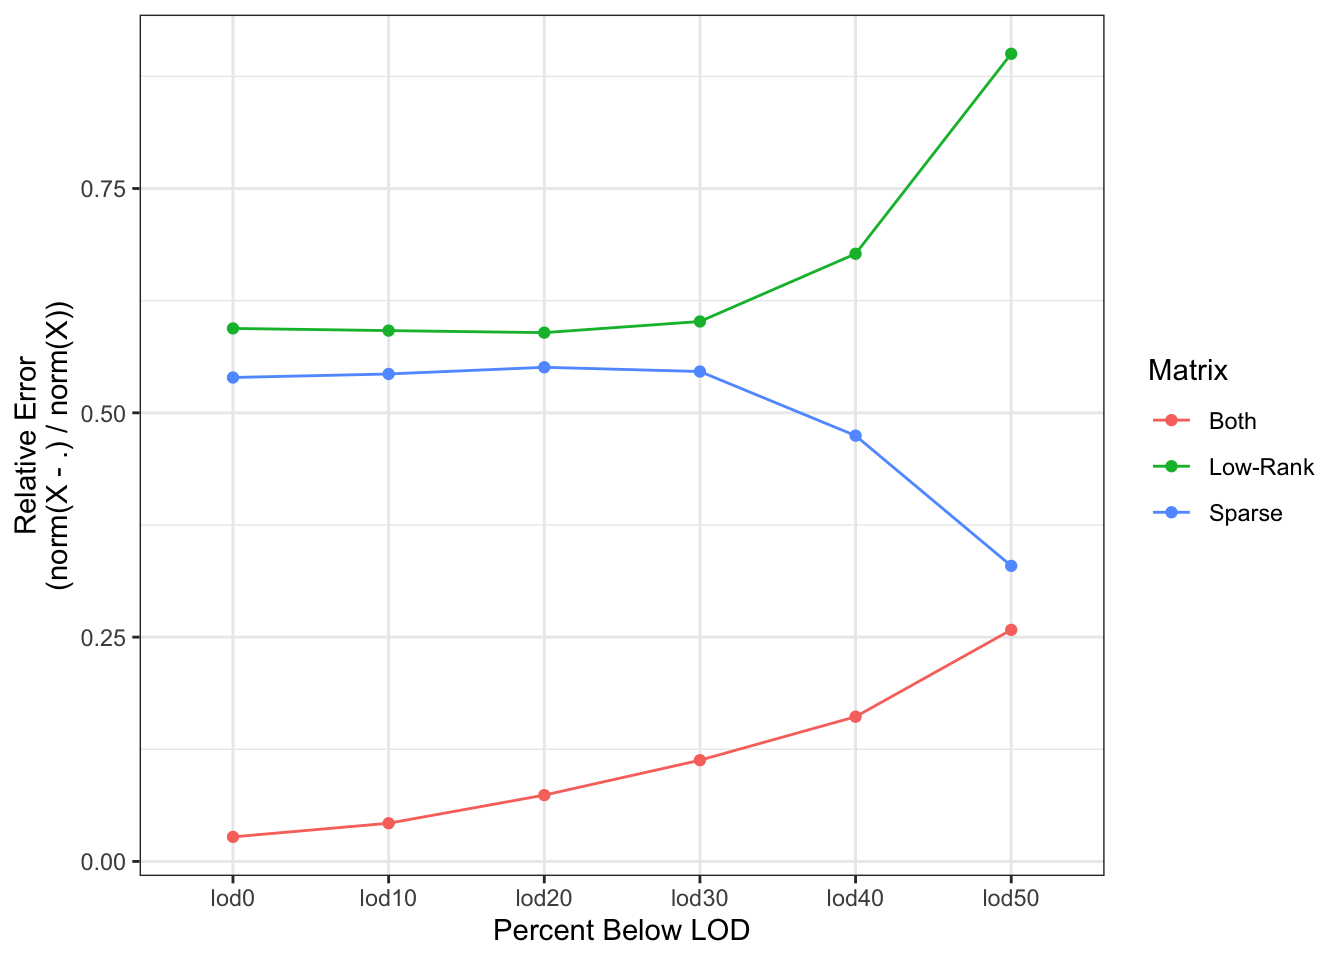 Relative Error
(norm(X - .) / norm(X))
0.75
0.50
0.25
0.00
lod0 lod10 lod20 lod30 lod40 lod50
Percent Below LOD
Matrix
Both
Low-Rank
Sparse